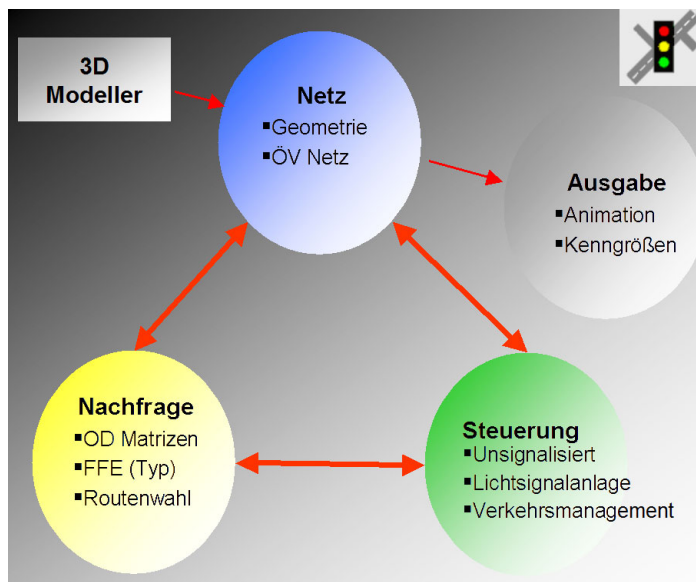 3D
Modeller
Netz
▪Geometrie
▪ÖV Netz
Ausgabe
▪Animation
▪Kenngrößen
Nachfrage
▪OD Matrizen
▪FFE (Typ)
▪Routenwahl
Steuerung
▪Unsignalisiert
▪Lichtsignalanlage
▪Verkehrsmanagement